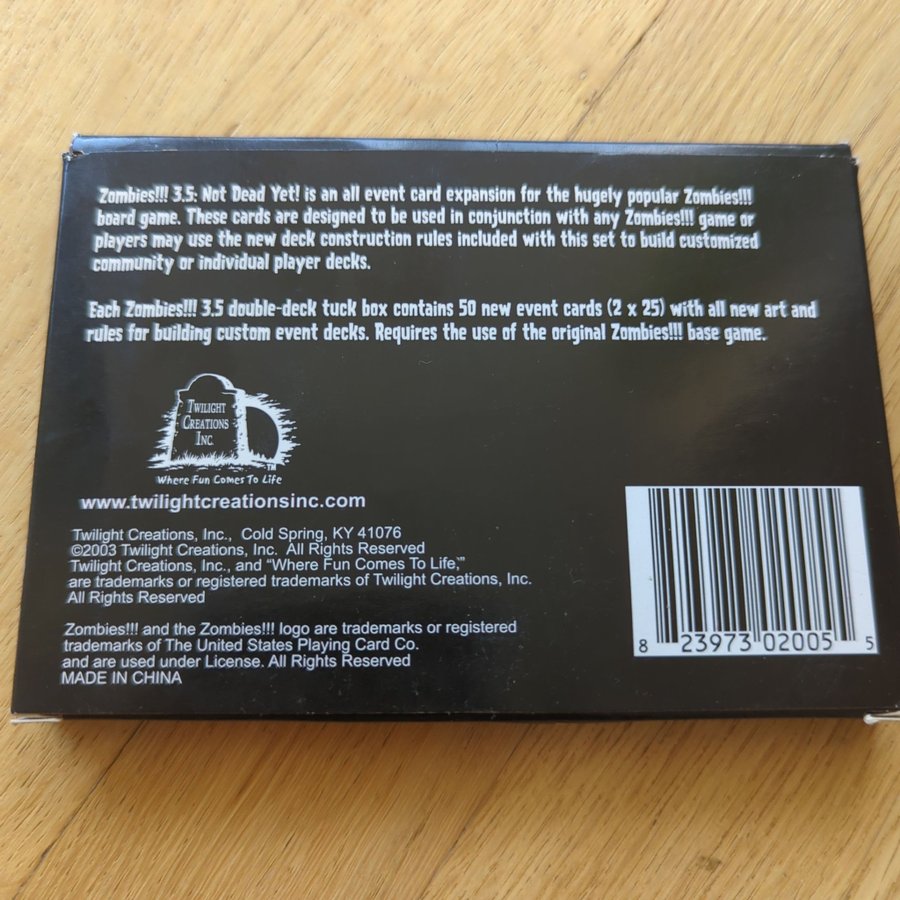 Zombies!!! 3.5: Not Dead Yet! is an all event card expansion for the hugely popular Zombies!!!
board game. These cards are designed to be used in conjunction with any Zombies!!! game or
players may use the new deck construction rules included with this set to build customized
community or individual player decks.
Each Zombies!!! 3.5 double-deck tuck box contains 50 new event cards (2 x 25) with all new art and
rules for building custom event decks. Requires the use of the original Zombies!!! base game.
TWILIGHT
CREATIONS
INC.
TM
Where Fun Comes To Life
www.twilightcreationsinc.com
Twilight Creations, Inc., Cold Spring, KY 41076
©2003 Twilight Creations, Inc. All Rights Reserved
Twilight Creations, Inc., and “Where Fun Comes To Life,”
are trademarks or registered trademarks of Twilight Creations, Inc.
All Rights Reserved
Zombies!!! and the Zombies!!! logo are trademarks or registered
trademarks of The United States Playing Card Co.
and are used under License. All Rights Reserved
MADE IN CHINA
8 23973 02005 5